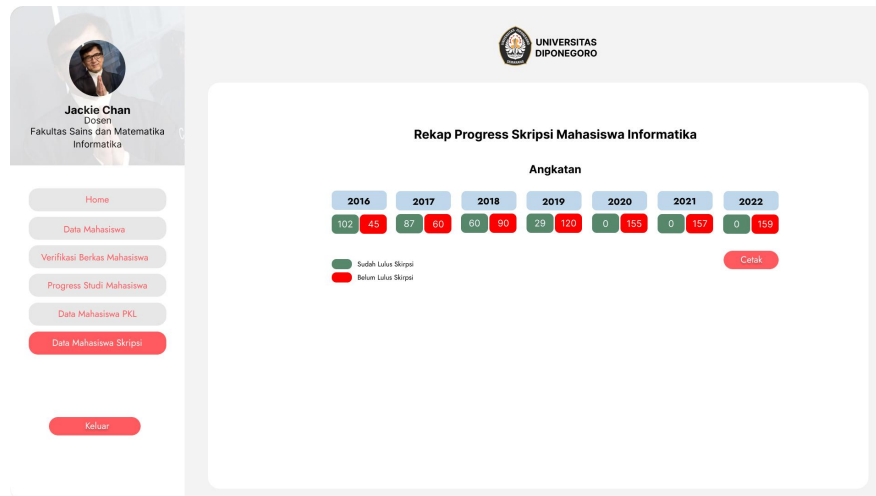 Jackie Chan
Dosen
Fakultas Sains dan Matematika
Informatika
Home
Data Mahasiswa
Verifikasi Berkas Mahasiswa
Progress Studi Mahasiswa
Data Mahasiswa PKL
Data Mahasiswa Skripsi
Keluar
UNIVERSITAS
DIPONEGORO
Rekap Progress Skripsi Mahasiswa Informatika
Angkatan
2016 2017 2018 2019 2020 2021 2022
102 45 87 60 60 90 29 120 0 155 0 157 0 159
Sudah Lulus Skirpsi
Belum Lulus Skirpsi
Cetak